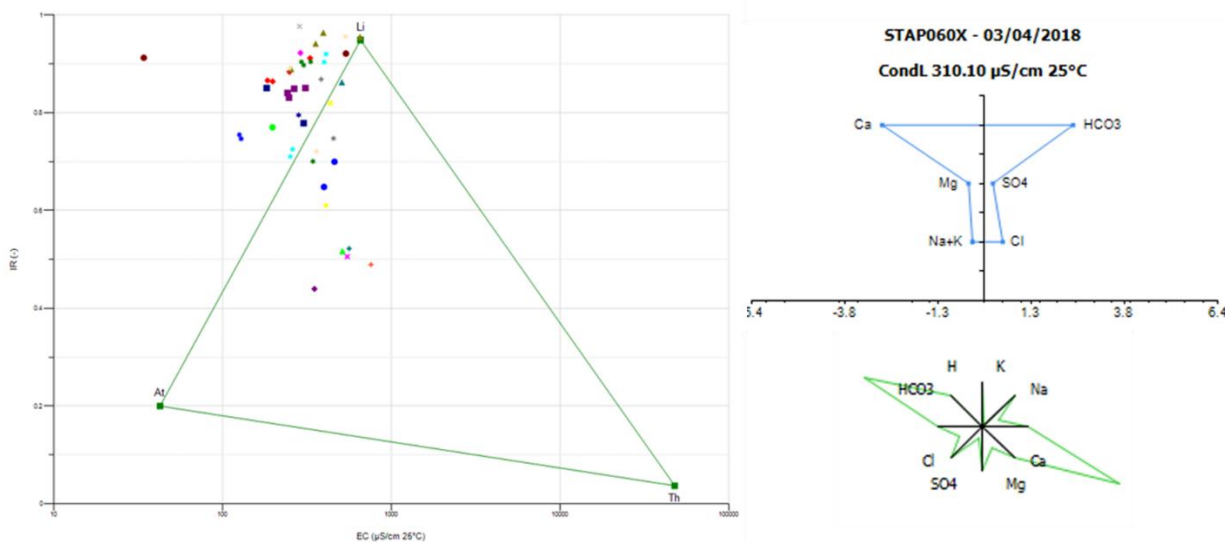 1
0.8
0.6
0.4
0.2
0
IR (-)
Li
At
Th
10
100
1000
10000
100000
EC (µS/cm 25°C)
STAP060X - 03/04/2018
CondL 310.10 µS/cm 25°C
Ca
HCO3
Mg
SO4
Na+K
Cl
5.4
-3.8
-1.3
1.3
3.8
6.4
H
K
HCO3
Na
Cl
Ca
SO4
Mg